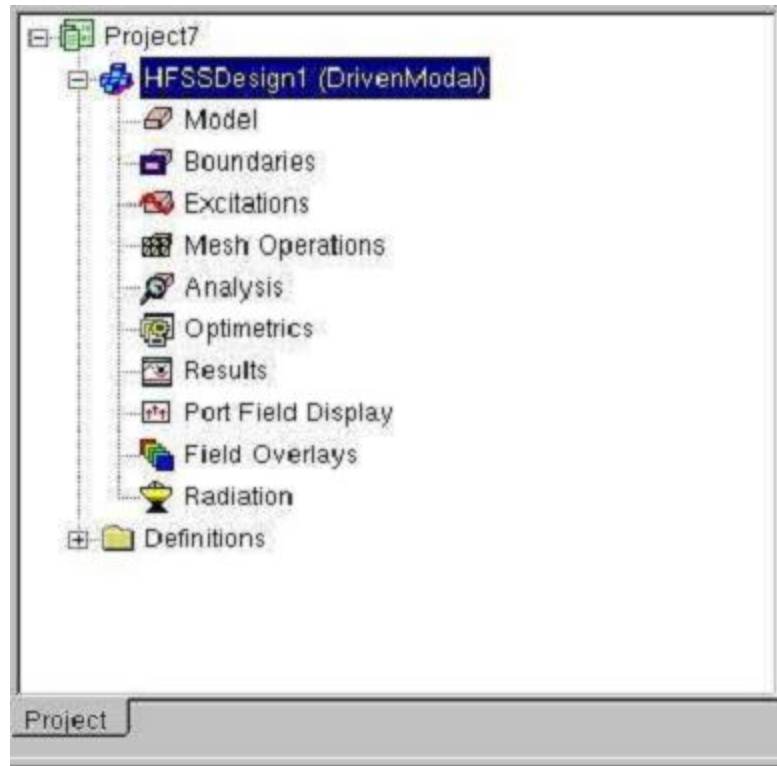 Project7
HFSSDesign1 (DrivenModal)
Model
Boundaries
Excitations
Mesh Operations
Analysis
Optimetrics
Results
Port Field Display
Field Overlays
Radiation
Definitions
Project